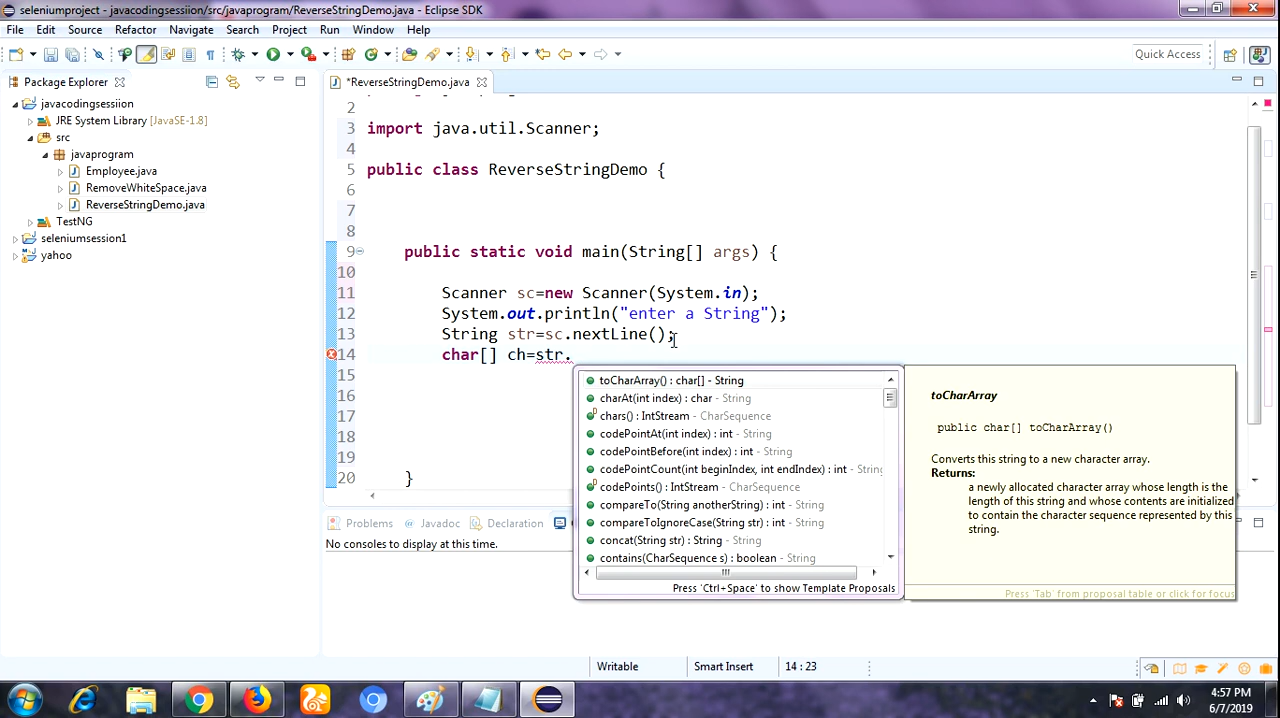 seleniumproject - javacodingsessiion/src/javaprogram/ReverseStringDemo.java - Eclipse SDK
File Edit Source Refactor Navigate Search Project Run Window Help
Quick Access
Package Explorer
*ReverseStringDemo.java
javacodingsessiion
JRE System Library [JavaSE-1.8]
src
javaprogram
Employee.java
RemoveWhiteSpace.java
ReverseStringDemo.java
TestNG
seleniumsession1
yahoo
2
3 import java.util.Scanner;
4
5 public class ReverseStringDemo {
6
7
8
9 public static void main(String[] args) {
10
11 Scanner sc=new Scanner(System.in);
12 System.out.println("enter a String");
13 String str=sc.nextLine();
14 char[] ch=str.
15
16
17
18
19
20 }
toCharArray() : char[] - String
charAt(int index) : char - String
chars() : IntStream - CharSequence
codePointAt(int index) : int - String
codePointBefore(int index) : int - String
codePointCount(int beginIndex, int endIndex) : int - String
codePoints() : IntStream - CharSequence
compareTo(String anotherString) : int - String
compareToIgnoreCase(String str) : int - String
concat(String str) : String - String
contains(CharSequence s) : boolean - String
Press 'Ctrl+Space' to show Template Proposals
toCharArray
public char[] toCharArray()
Converts this string to a new character array.
Returns:
a newly allocated character array whose length is the
length of this string and whose contents are initialized
to contain the character sequence represented by this
string.
Press 'Tab' from proposal table or click for focus
Problems @ Javadoc Declaration
No consoles to display at this time.
Writable Smart Insert 14 : 23
4:57 PM
6/7/2019